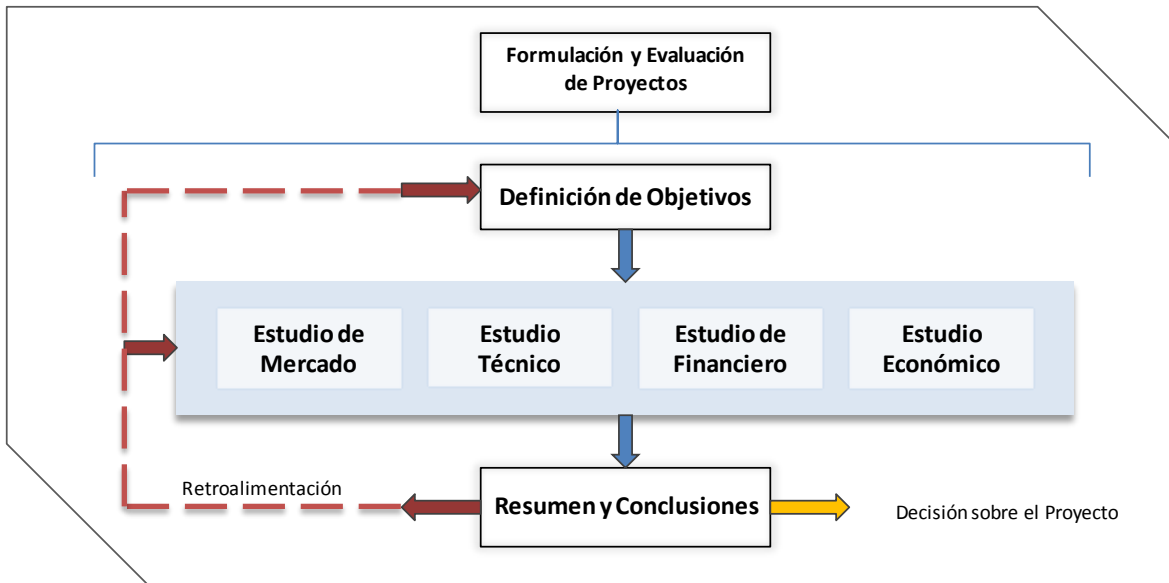 Formulación y Evaluación
de Proyectos
Definición de Objetivos
Estudio de
Mercado
Estudio
Técnico
Estudio de
Financiero
Estudio
Económico
Retroalimentación
Resumen y Conclusiones
Decisión sobre el Proyecto